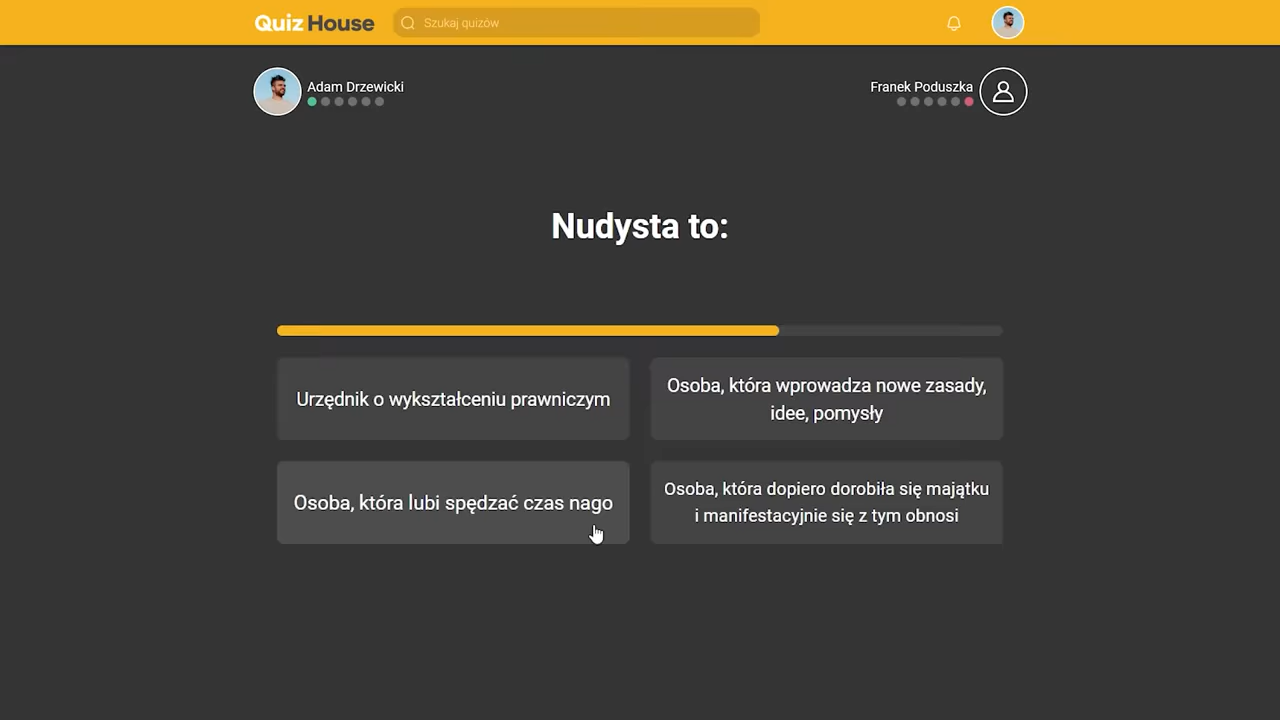 Quiz House
Szukaj quizów
Adam Drzewicki
Franek Poduszka
Nudysta to:
Urzędnik o wykształceniu prawniczym
Osoba, która wprowadza nowe zasady,
idee, pomysły
Osoba, która lubi spędzać czas nago
Osoba, która dopiero dorobiła się majątku
i manifestacyjnie się z tym obnosi